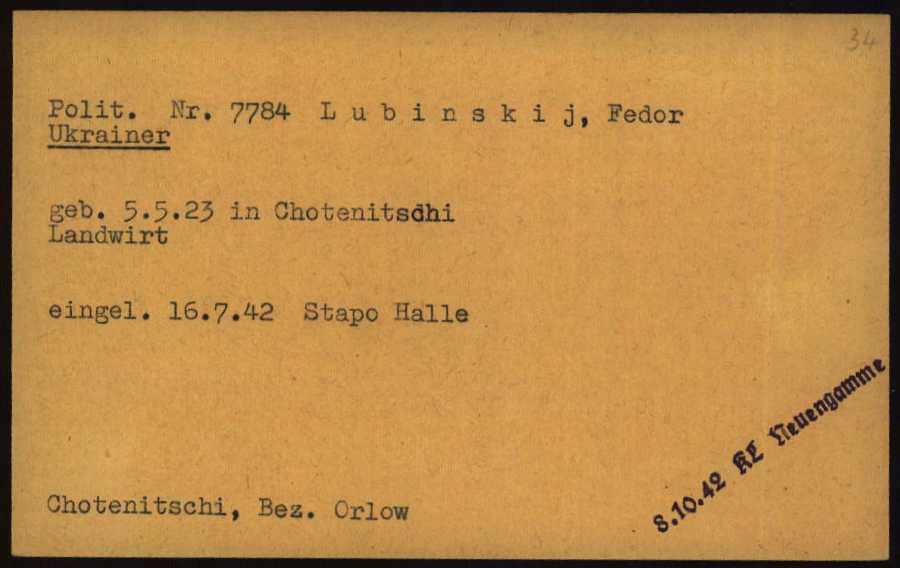 34
Polit. Nr. 7784 Lubinskij, Fedor
Ukrainer
geb. 5.5.23 in Chotenitschi
Landwirt
eingel. 16.7.42 Stapo Halle
8.10.42 KL Neuengamme
Chotenitschi, Bez. Orlow